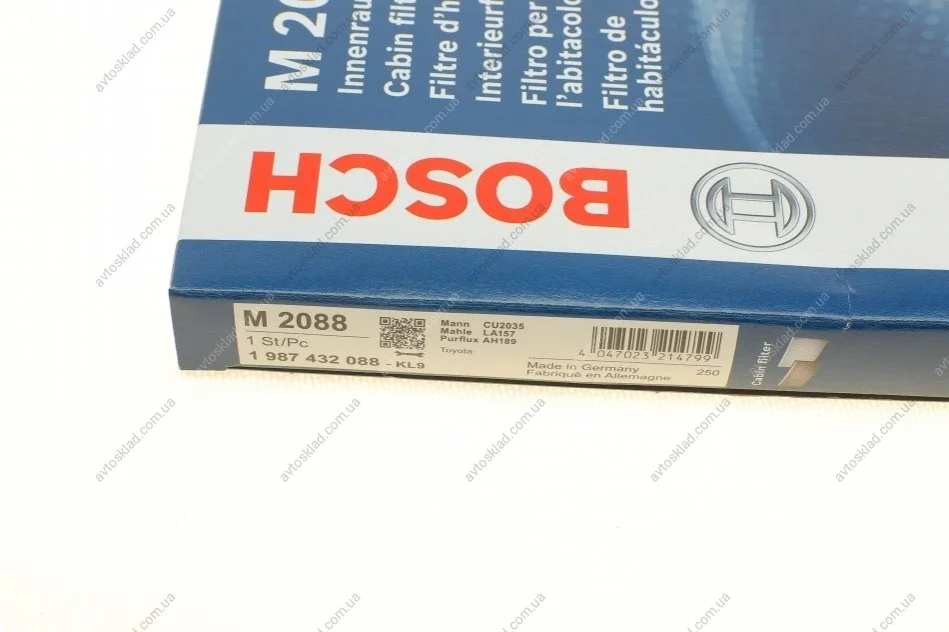 M 20
Innenrau
Cabin filt
Filtre d'h
Interieurf
Filtro per
l'abitacolo
Filtro de
habitáculo
BOSCH
M 2088
1 St/Pc
1 987 432 088 - KL9
Mann CU2035
Mahle LA157
Purflux AH189
Toyota
4 047023 214799
Made in Germany
Fabriqué en Allemagne
250
Cabin filter
avtosklad.com.ua